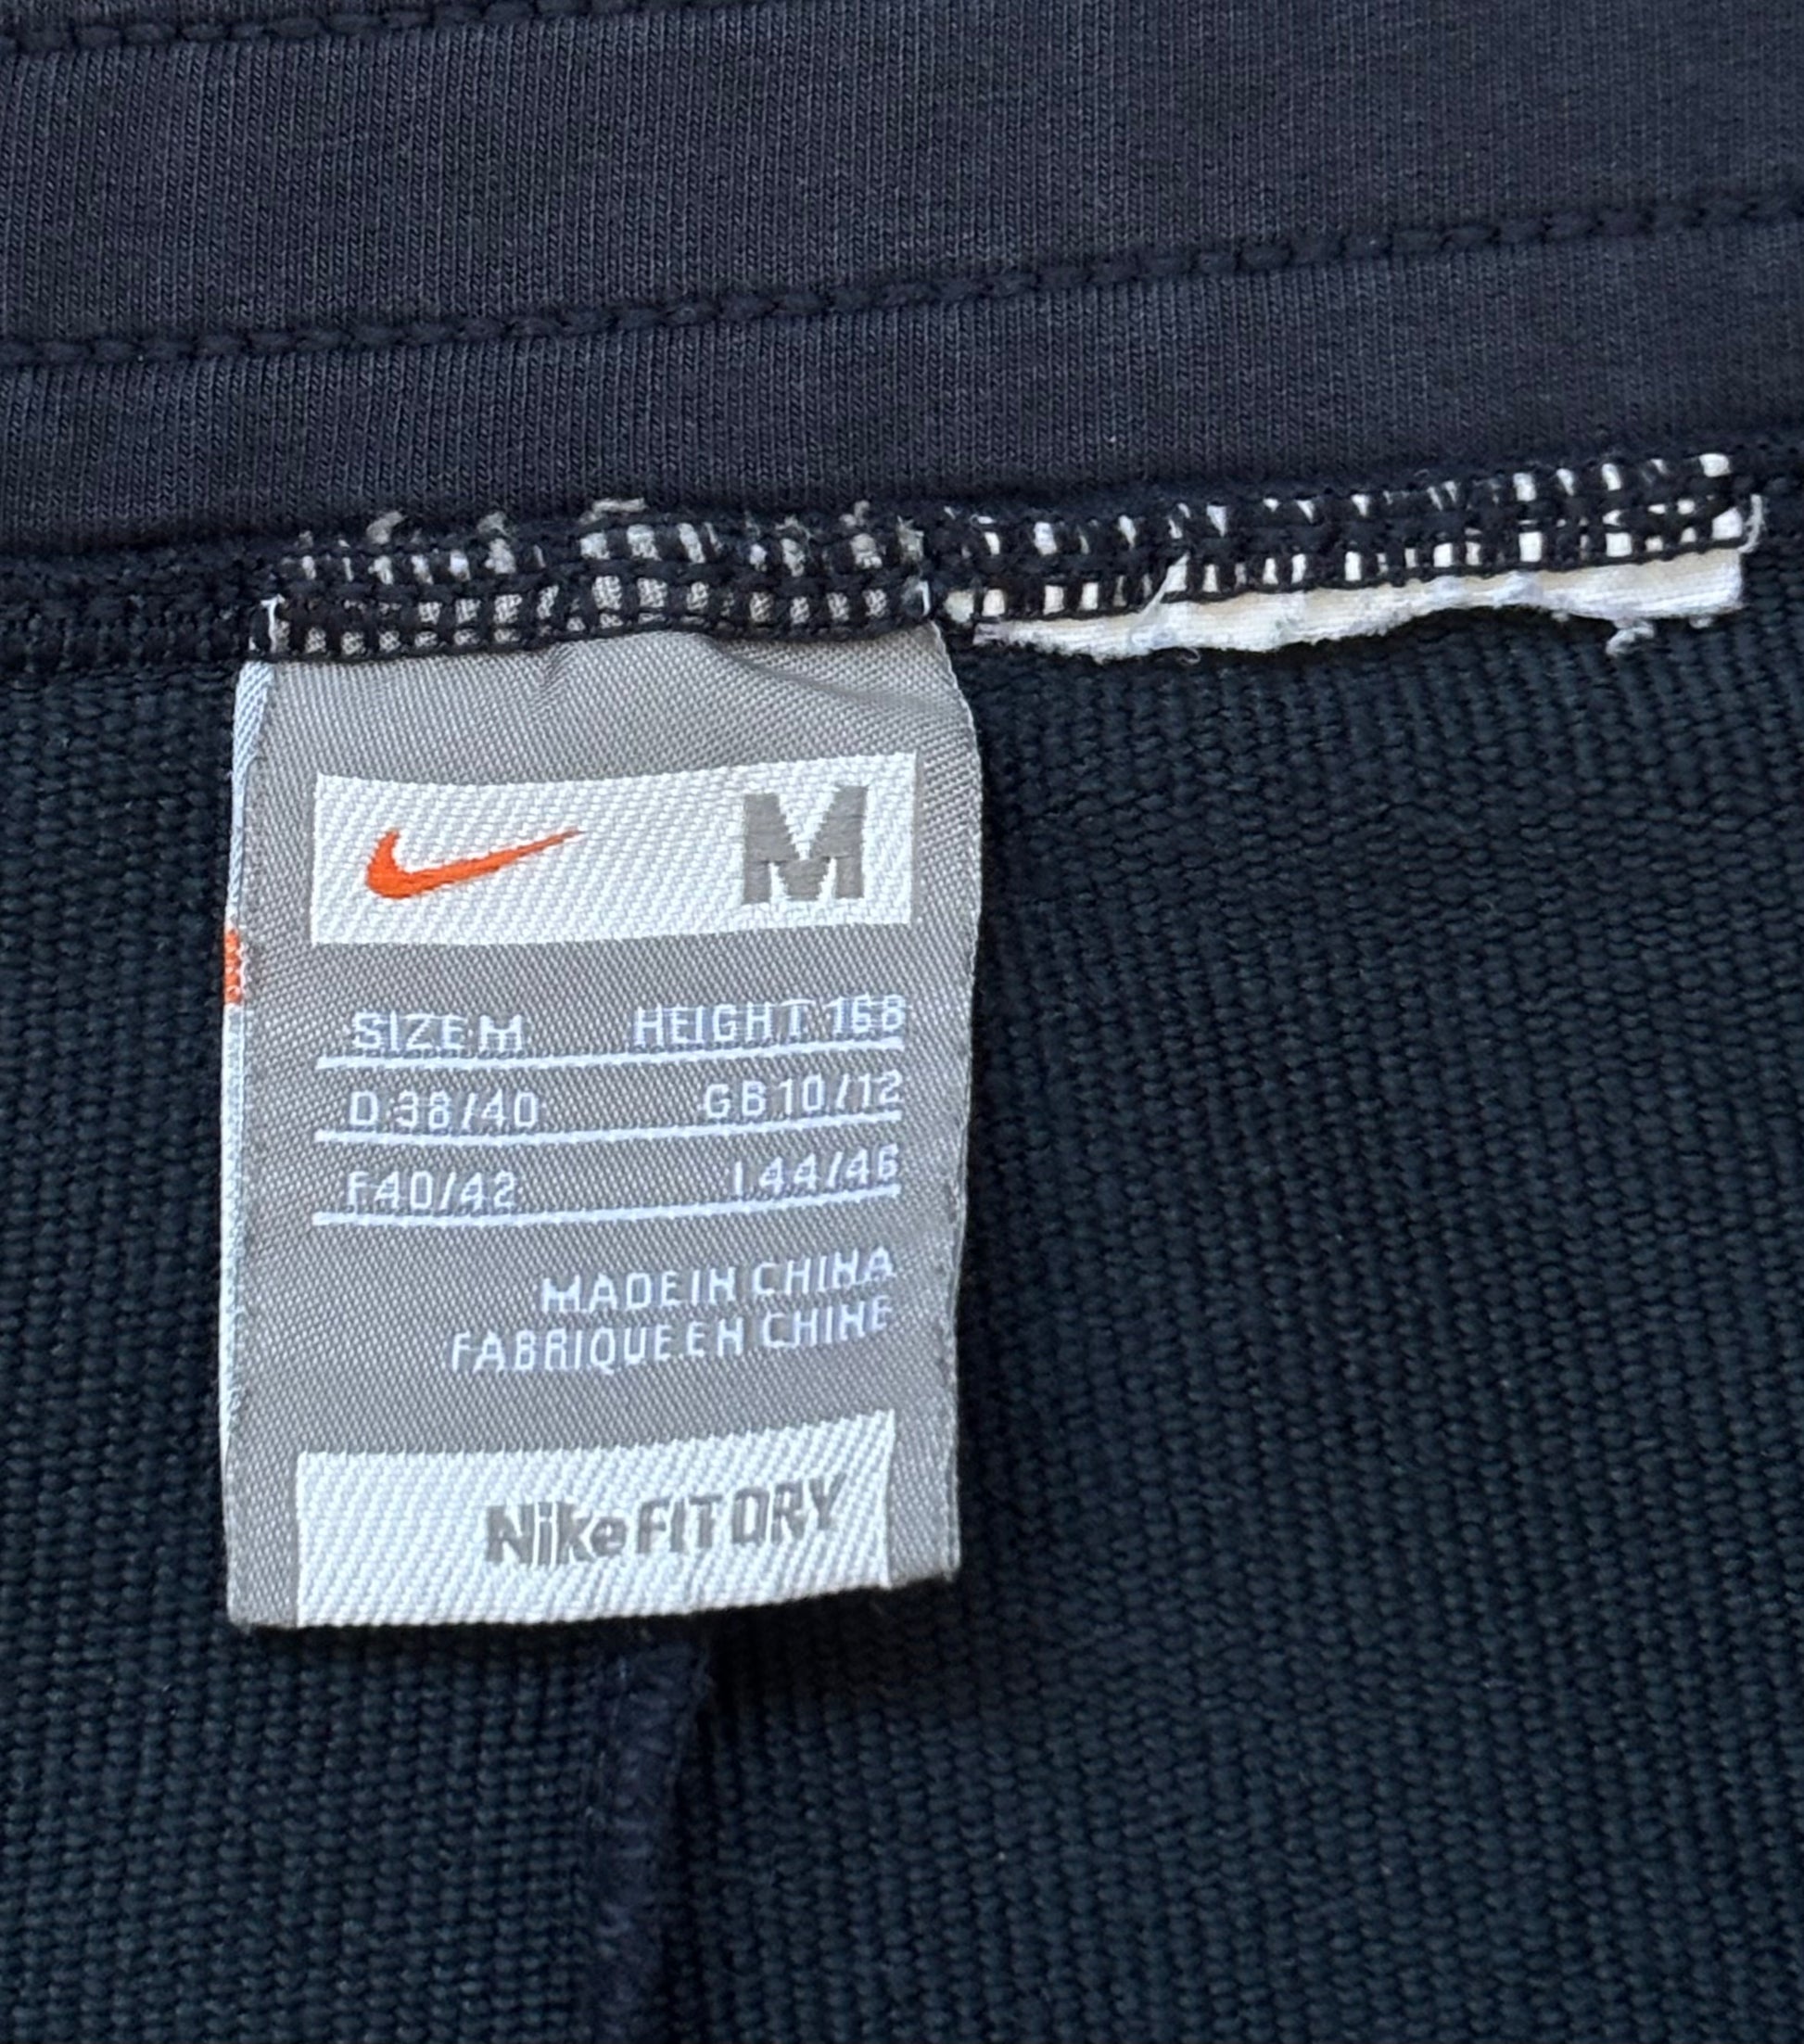 M
SIZE M HEIGHT 168
D 38/40 GB 10/12
F 40/42 I 44/46
MADE IN CHINA
FABRIQUE EN CHINE
Nike FIT DRY